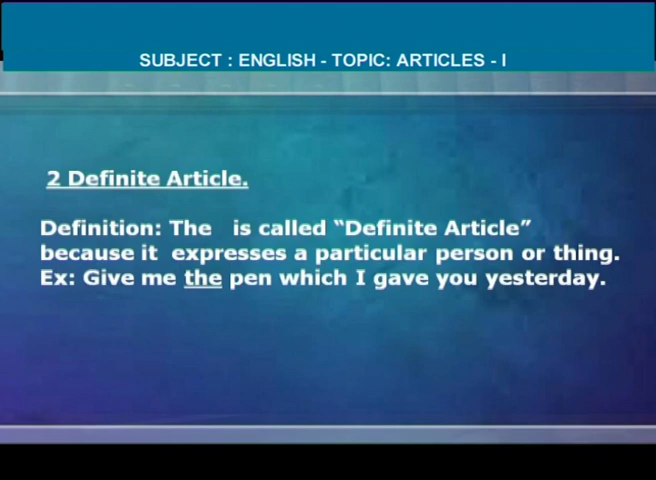 SUBJECT : ENGLISH - TOPIC: ARTICLES - I
2 Definite Article.
Definition: The is called “Definite Article”
because it expresses a particular person or thing.
Ex: Give me the pen which I gave you yesterday.